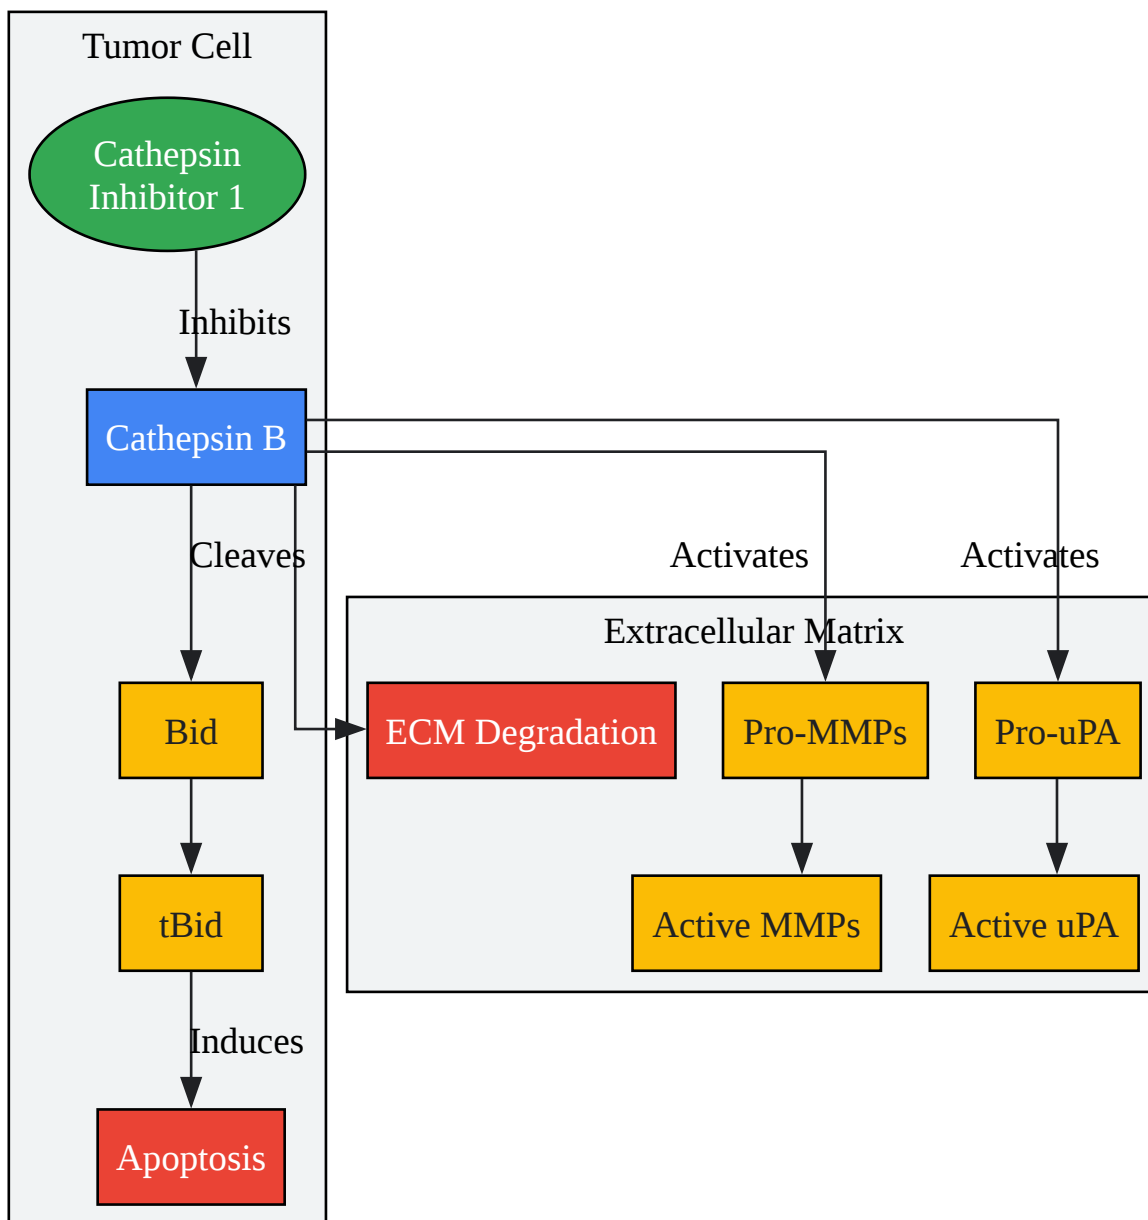 Tumor Cell
Cathepsin
Inhibitor 1
Inhibits
Cathepsin B
Cleaves
Activates
Activates
Extracellular Matrix
Bid
ECM Degradation
Pro-MMPs
Pro-uPA
tBid
Active MMPs
Active uPA
Induces
Apoptosis